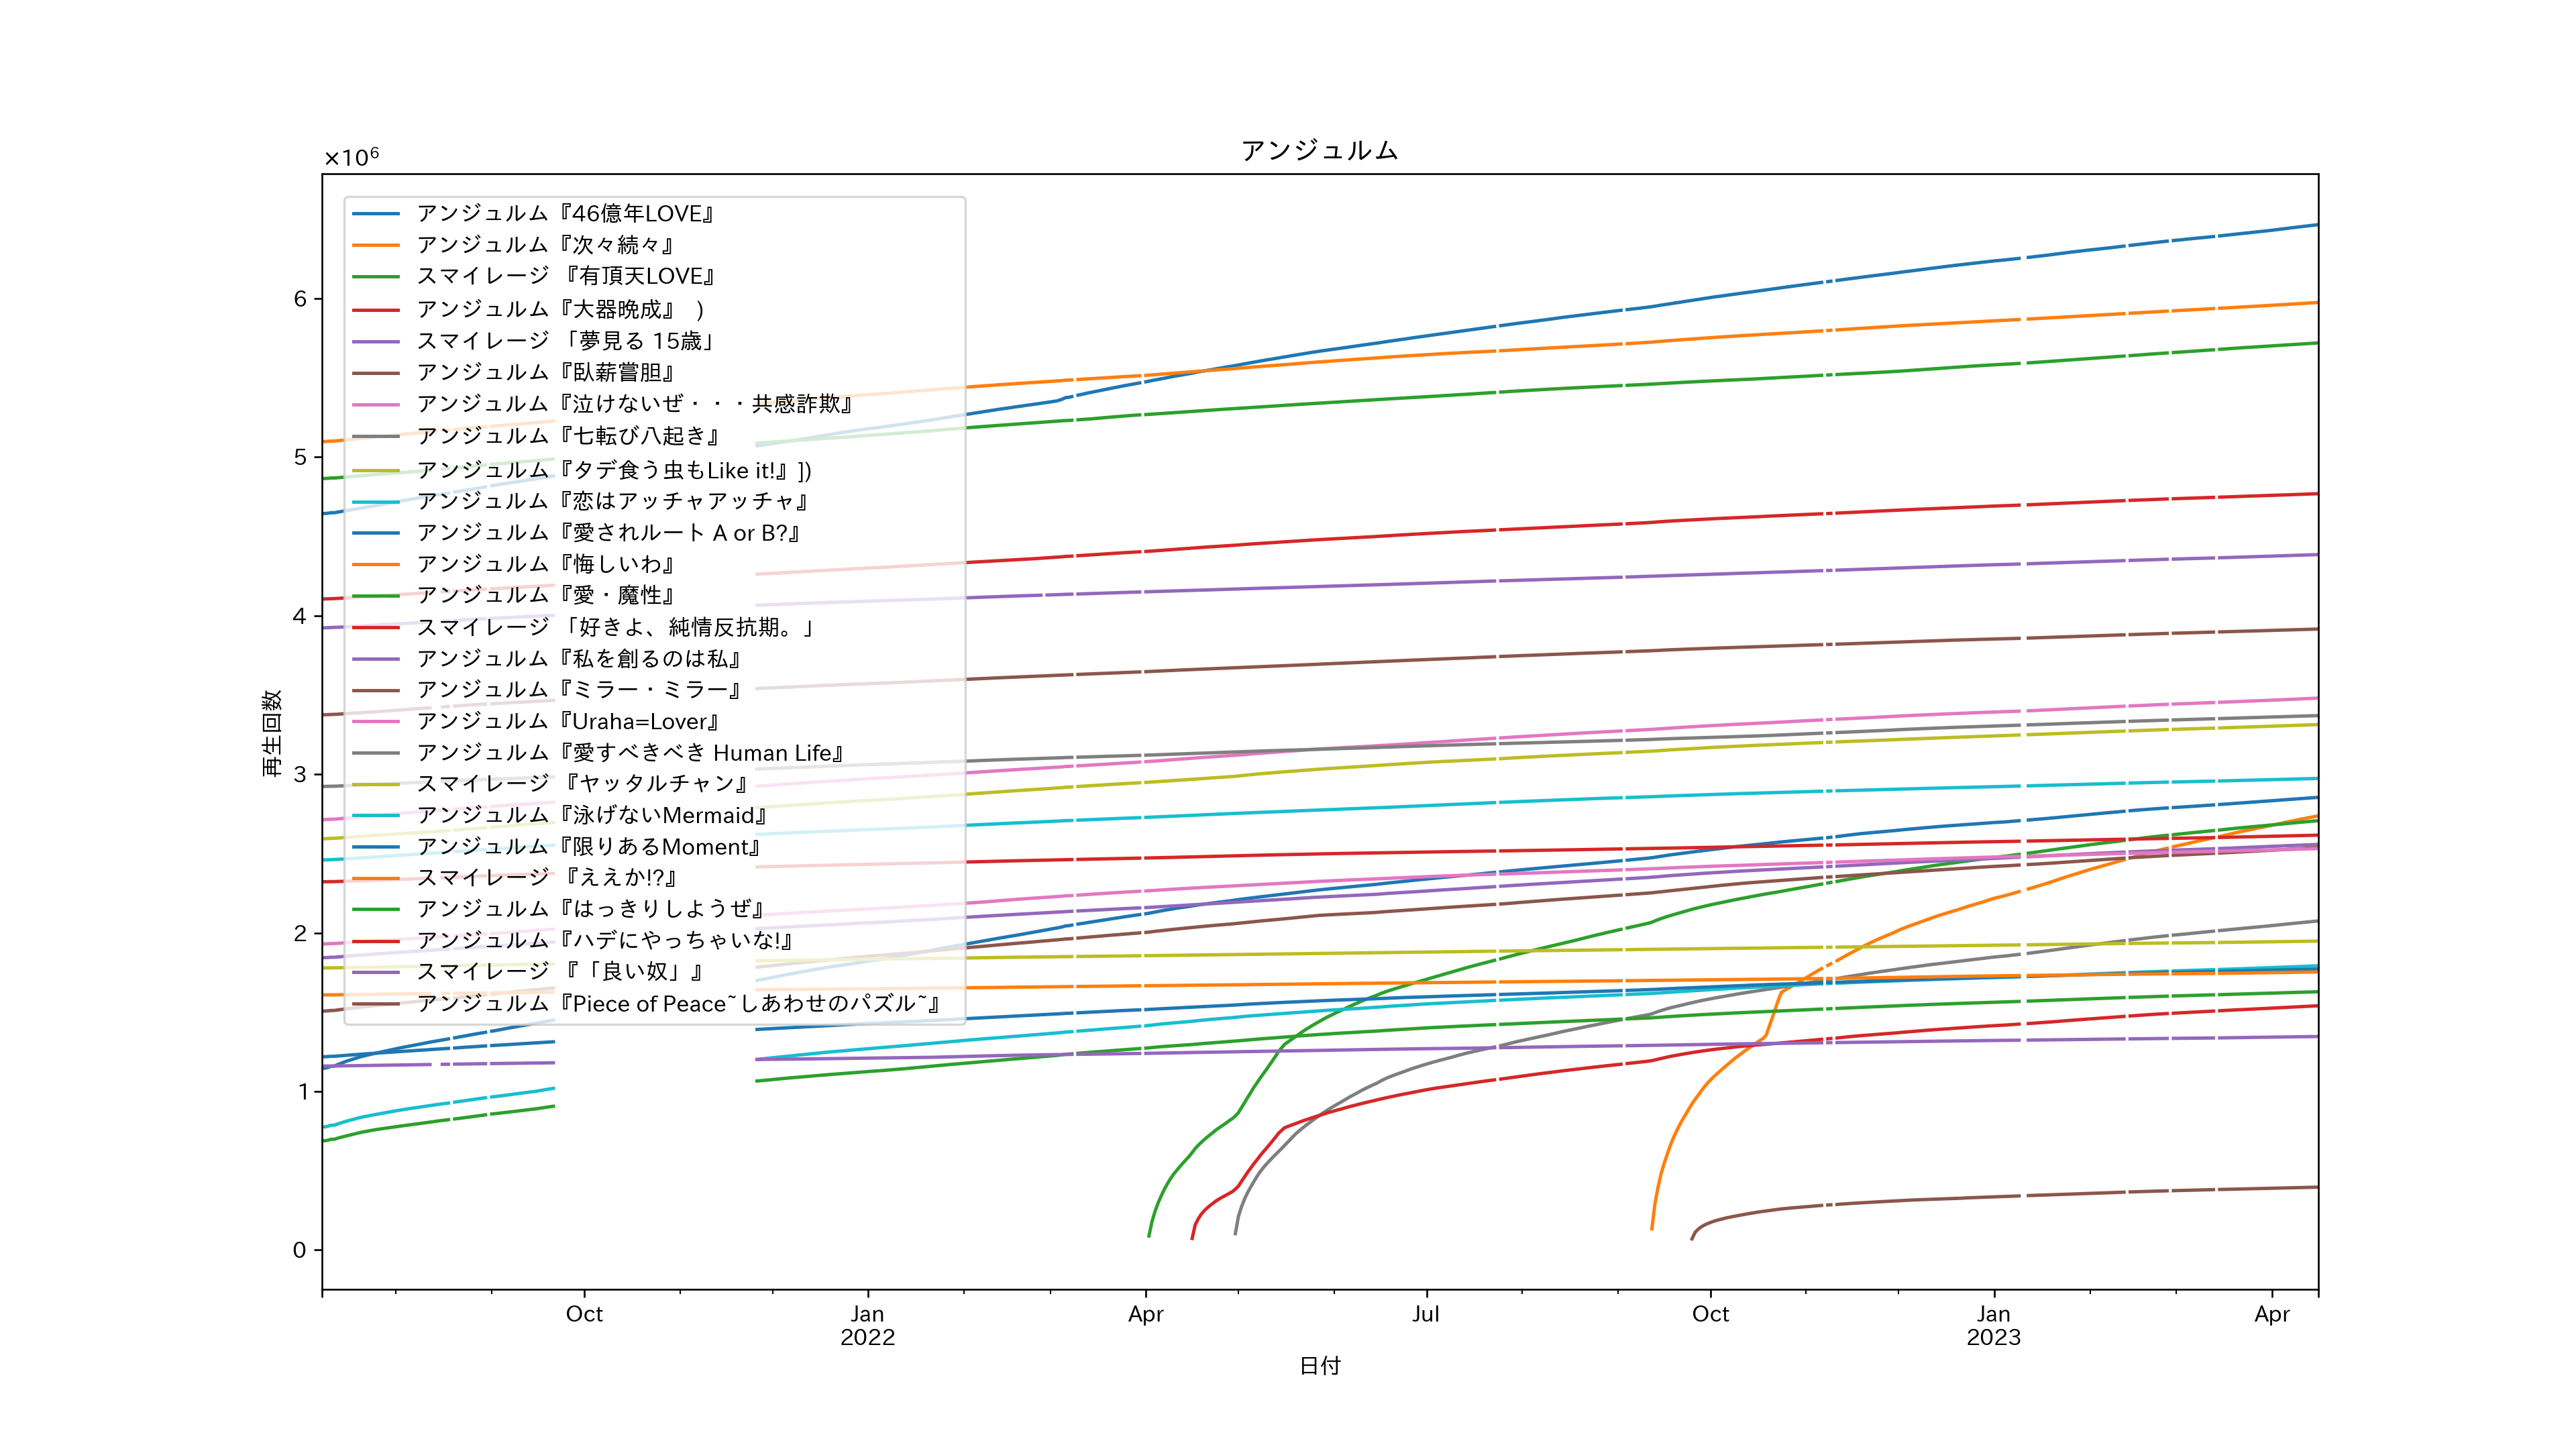 アンジュルム
×10⁶
アンジュルム『46億年LOVE』
アンジュルム『次々続々』
スマイレージ 『有頂天LOVE』
アンジュルム『大器晩成』 )
スマイレージ 「夢見る 15歳」
アンジュルム『臥薪嘗胆』
アンジュルム『泣けないぜ・・・共感詐欺』
アンジュルム『七転び八起き』
アンジュルム『タデ食う虫もLike it!』])
アンジュルム『恋はアッチャアッチャ』
アンジュルム『愛されルート A or B?』
アンジュルム『悔しいわ』
アンジュルム『愛・魔性』
スマイレージ 「好きよ、純情反抗期。」
アンジュルム『私を創るのは私』
アンジュルム『ミラー・ミラー』
アンジュルム『Uraha=Lover』
アンジュルム『愛すべきべき Human Life』
スマイレージ 『ヤッタルチャン』
アンジュルム『泳げないMermaid』
アンジュルム『限りあるMoment』
スマイレージ 『ええか!?』
アンジュルム『はっきりしようぜ』
アンジュルム『ハデにやっちゃいな!』
スマイレージ 『「良い奴」』
アンジュルム『Piece of Peace~しあわせのパズル~』
再生回数
6
5
4
3
2
1
0
Oct Jan Apr Jul Oct Jan Apr
2022 2023
日付